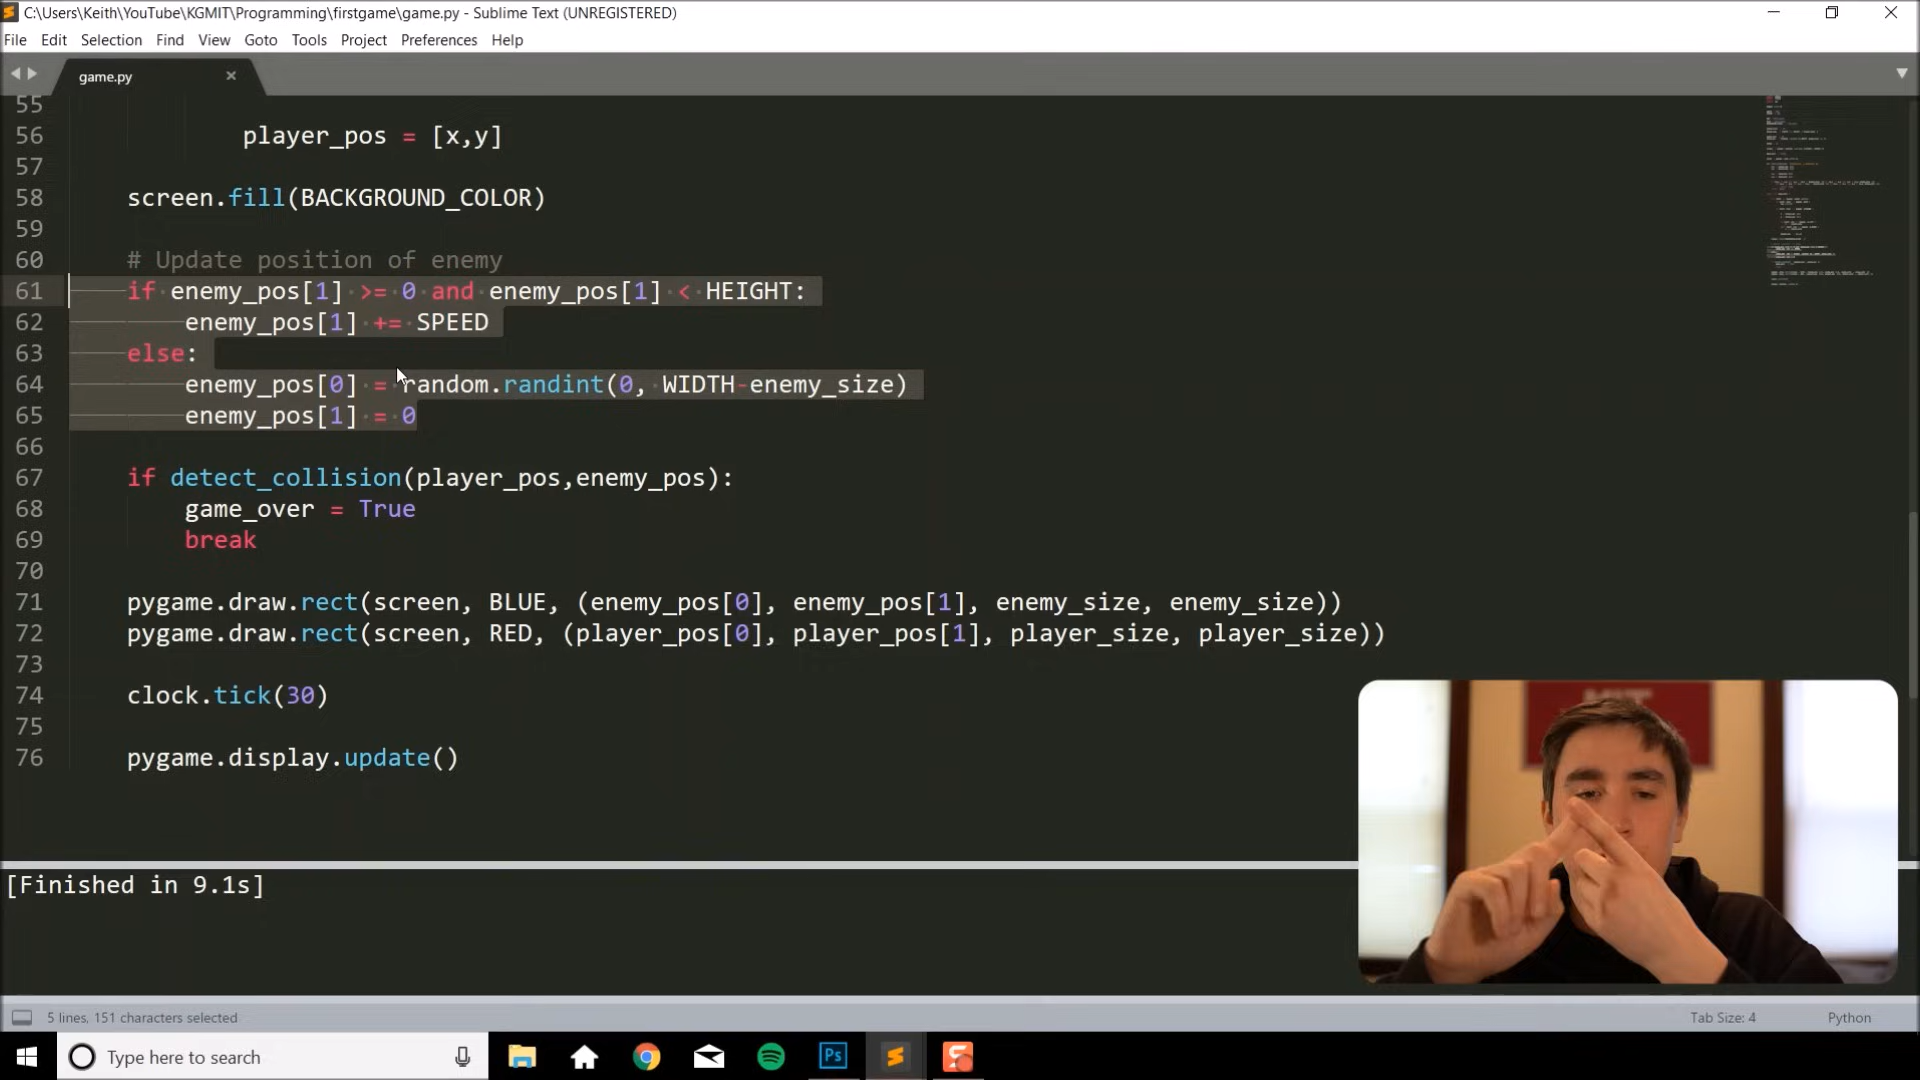 C:\Users\Keith\YouTube\KGMIT\Programming\firstgame\game.py - Sublime Text (UNREGISTERED)
File Edit Selection Find View Goto Tools Project Preferences Help
game.py
55
56 player_pos = [x,y]
57
58 screen.fill(BACKGROUND_COLOR)
59
60 # Update position of enemy
61 if enemy_pos[1] >= 0 and enemy_pos[1] < HEIGHT:
62 enemy_pos[1] += SPEED
63 else:
64 enemy_pos[0] = random.randint(0, WIDTH-enemy_size)
65 enemy_pos[1] = 0
66
67 if detect_collision(player_pos,enemy_pos):
68 game_over = True
69 break
70
71 pygame.draw.rect(screen, BLUE, (enemy_pos[0], enemy_pos[1], enemy_size, enemy_size))
72 pygame.draw.rect(screen, RED, (player_pos[0], player_pos[1], player_size, player_size))
73
74 clock.tick(30)
75
76 pygame.display.update()
[Finished in 9.1s]
5 lines, 151 characters selected
Tab Size: 4
Python
Type here to search
Ps